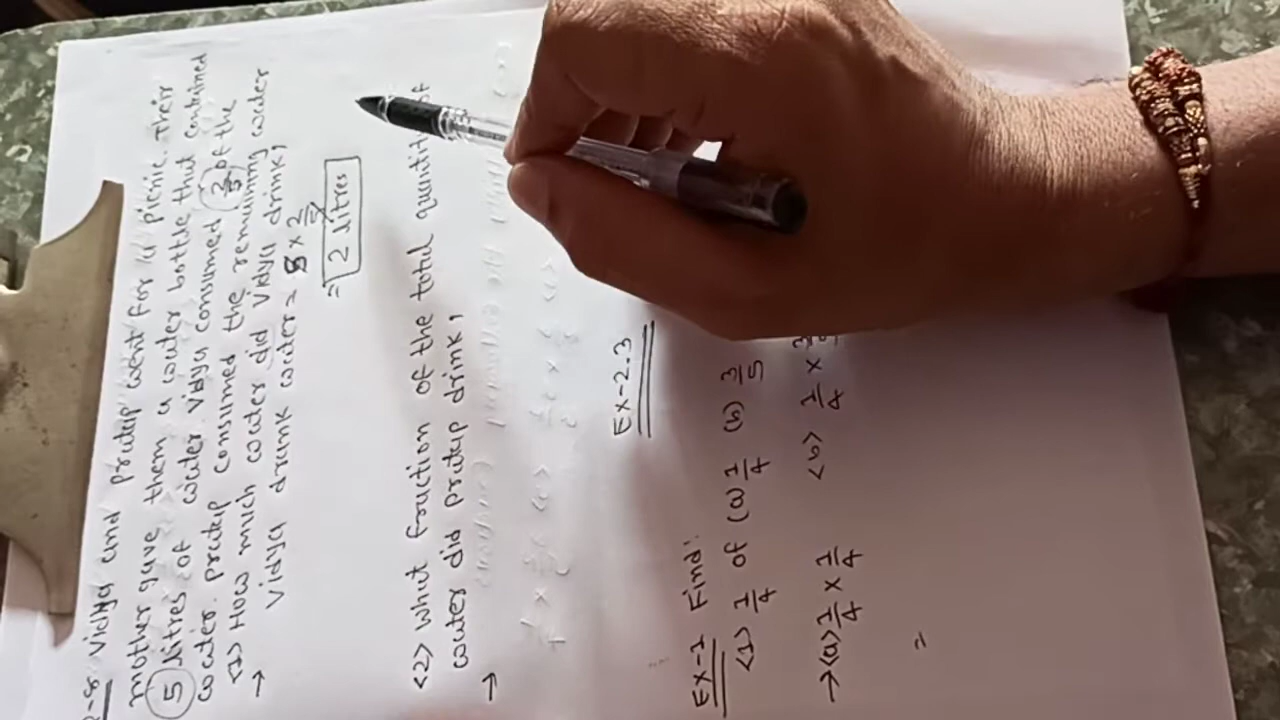 Vidya and pratap went for a picnic. Their
mother gave them a water bottle that contained
5 litres of water. Vidya consumed 2/5 of the
water. pratap consumed the remaining water
<1> How much water did Vidya drink,
→ Vidya drank water = 5 × 2/5
= 2 litres
<2> What fraction of the total quantity of
water did pratap drink,
→
Ex-2.3
Ex-1 Find:
<1> 1/4 of (a) 1/4 (b) 3/5
→ <a> 1/4 × 1/4 <b> 1/4 ×
=